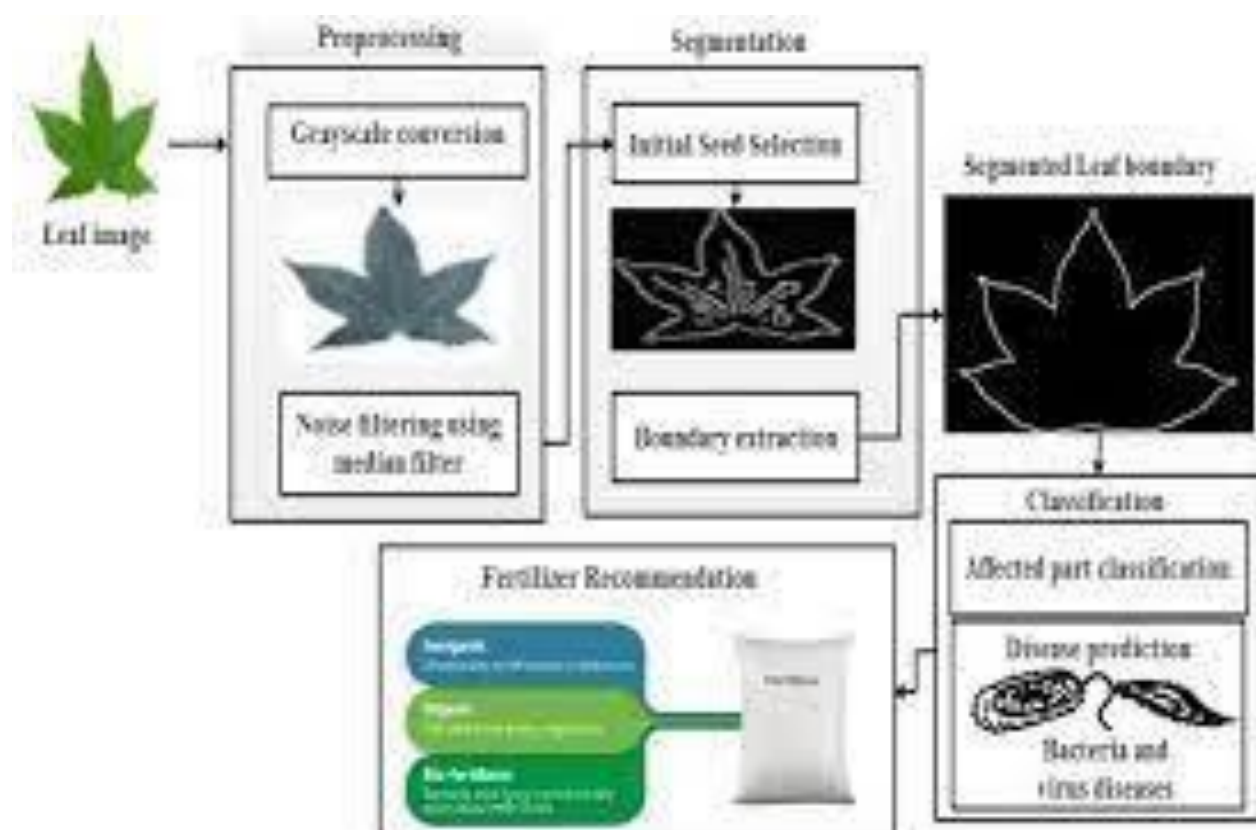 Leaf image
Preprocessing
Grayscale conversion
Noise filtering using
median filter
Segmentation
Initial Seed Selection
Boundary extraction
Segmented Leaf boundary
Classification
Affected part classification
Disease prediction
Bacteria and
virus diseases
Fertilizer Recommendation
Inorganic
Organic
Bio-fertilizer